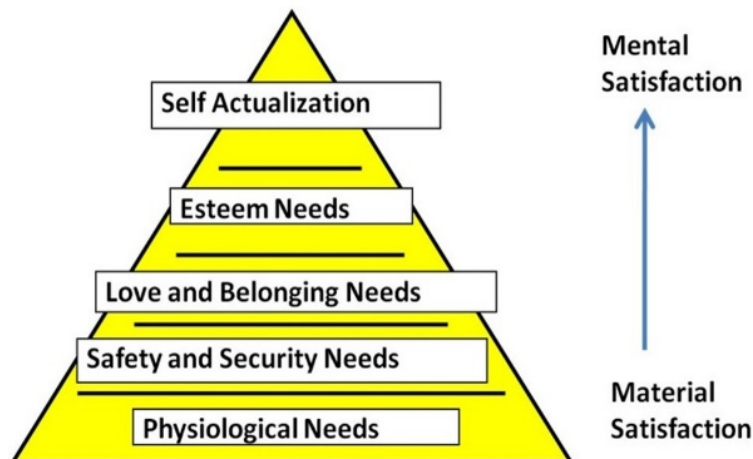 Self Actualization
Esteem Needs
Love and Belonging Needs
Safety and Security Needs
Physiological Needs
Mental
Satisfaction
Material
Satisfaction